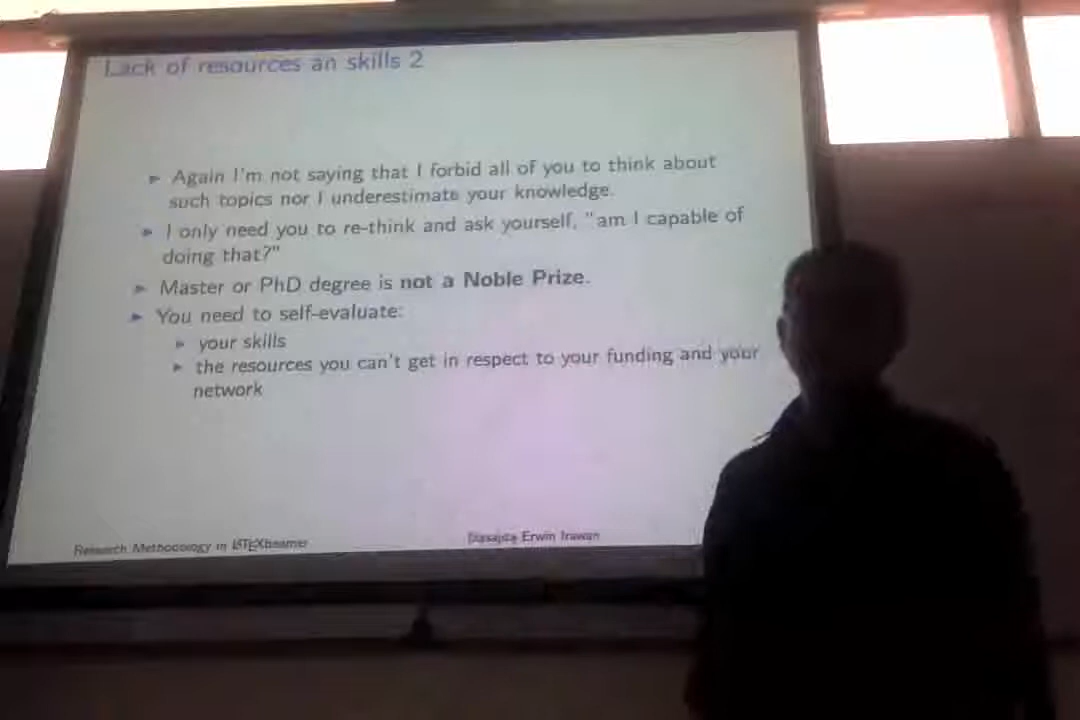 Lack of resources an skills 2
Again I'm not saying that I forbid all of you to think about
such topics nor I underestimate your knowledge.
I only need you to re-think and ask yourself, "am I capable of
doing that?"
Master or PhD degree is not a Noble Prize.
You need to self-evaluate:
your skills
the resources you can't get in respect to your funding and your
network
Research Methodology in LATEXbeamer
Erwin Irawan